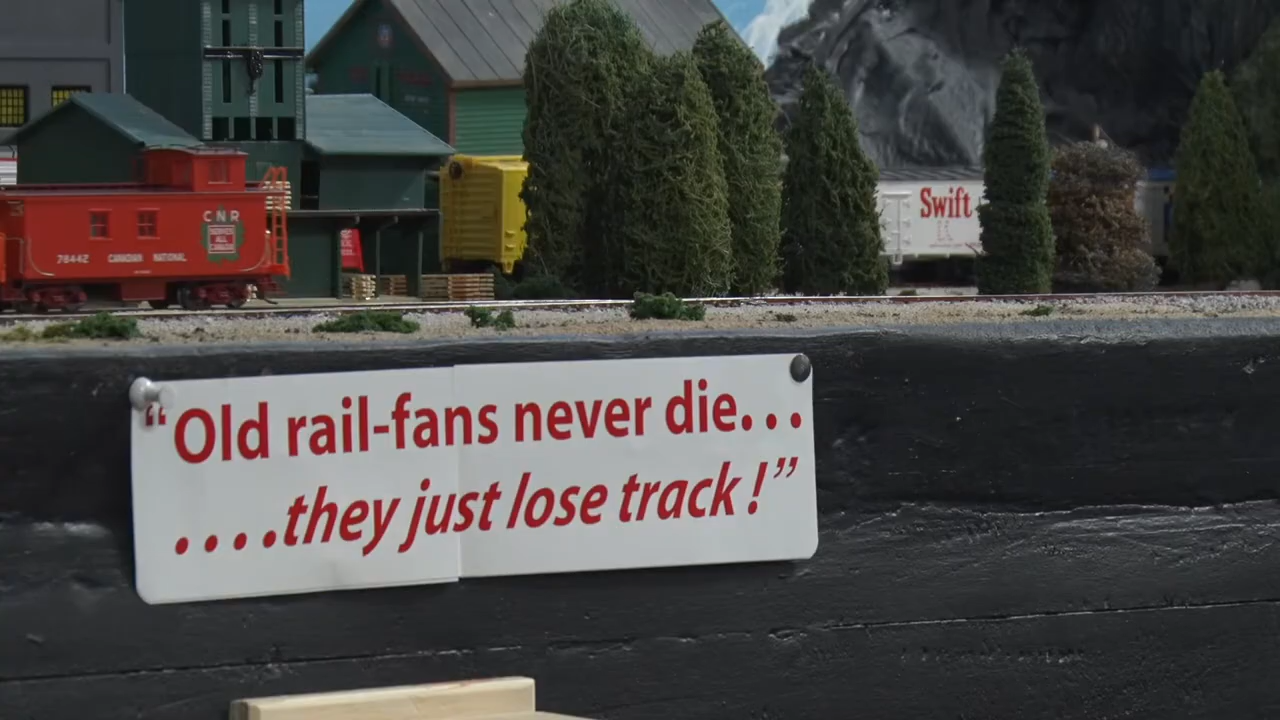 Swift
CNR
78442 CANADIAN NATIONAL
“Old rail-fans never die...
....they just lose track!”